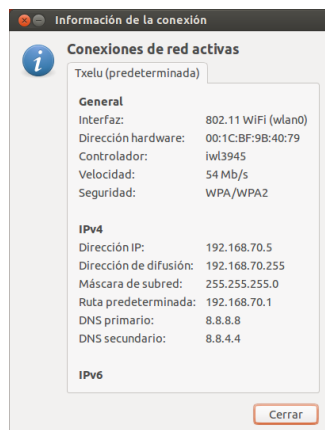 Información de la conexión
Conexiones de red activas
Txelu (predeterminada)
General
Interfaz: 802.11 WiFi (wlan0)
Dirección hardware: 00:1C:BF:9B:40:79
Controlador: iwl3945
Velocidad: 54 Mb/s
Seguridad: WPA/WPA2
IPv4
Dirección IP: 192.168.70.5
Dirección de difusión: 192.168.70.255
Máscara de subred: 255.255.255.0
Ruta predeterminada: 192.168.70.1
DNS primario: 8.8.8.8
DNS secundario: 8.8.4.4
IPv6
Cerrar